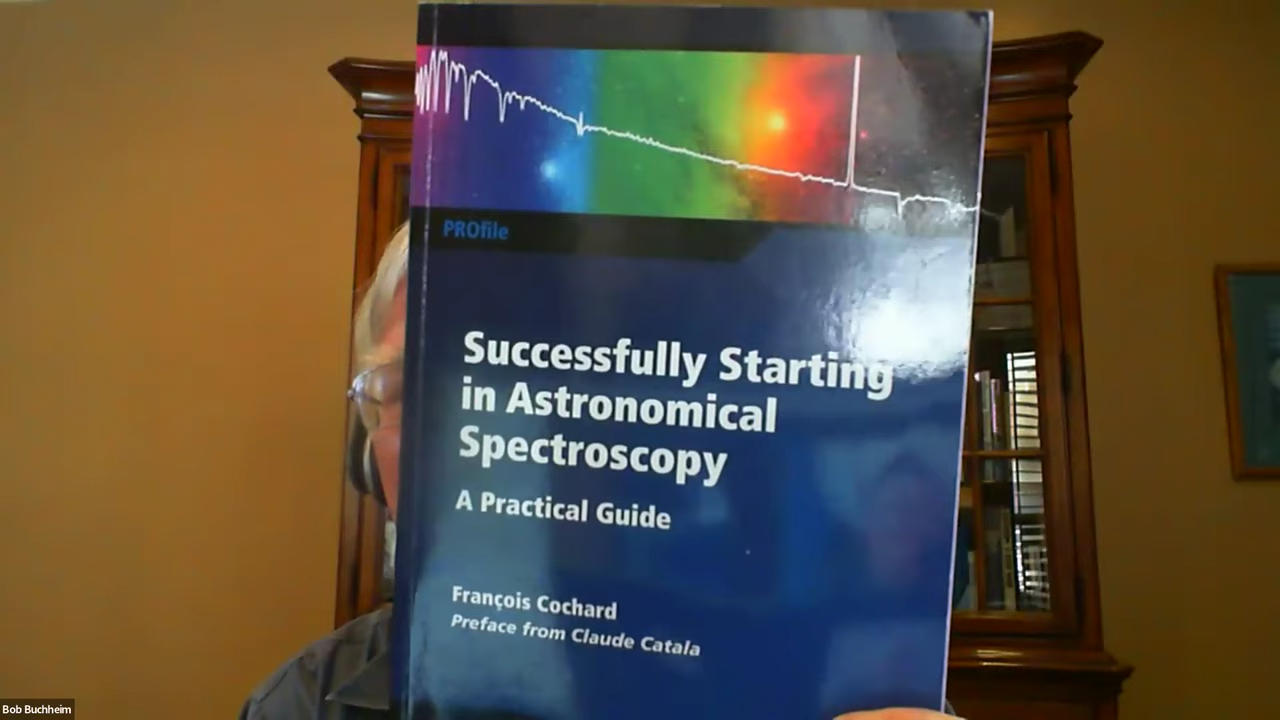 PROfile
Successfully Starting
in Astronomical
Spectroscopy
A Practical Guide
François Cochard
Preface from Claude Catala
Bob Buchheim